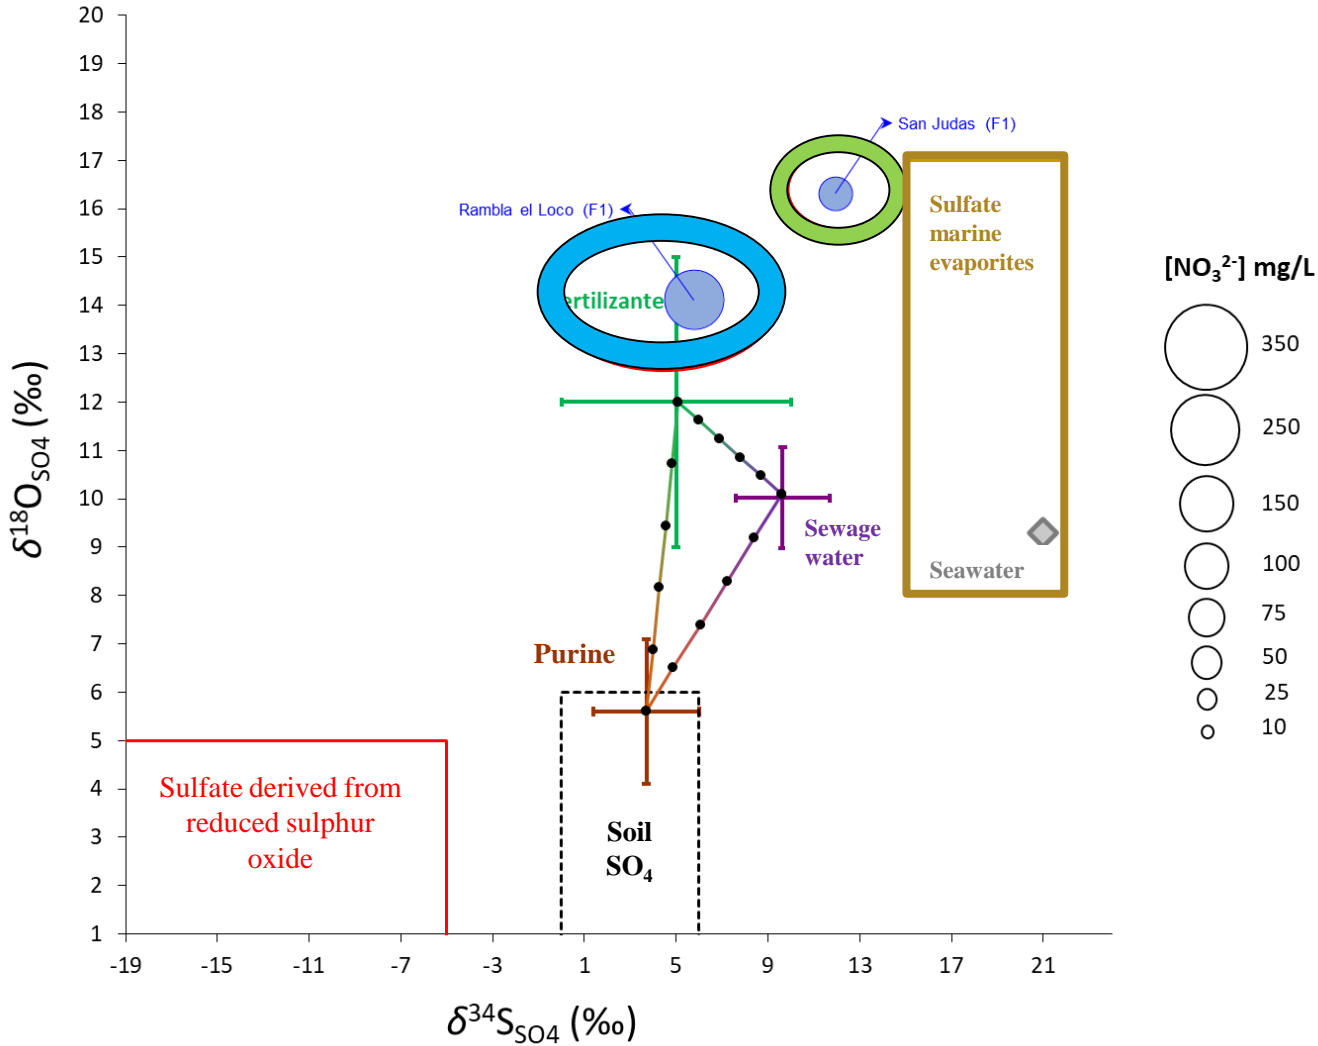 20
19
18
17
16
15
14
13
12
11
10
9
8
7
6
5
4
3
2
1
-19 -15 -11 -7 -3 1 5 9 13 17 21
δ¹⁸O_SO4 (‰)
δ³⁴S_SO4 (‰)
San Judas (F1)
Rambla el Loco (F1)
ertilizante
Sulfate
marine
evaporites
Sewage
water
Seawater
Purine
Soil
SO₄
Sulfate derived from
reduced sulphur
oxide
[NO₃²⁻] mg/L
350
250
150
100
75
50
25
10